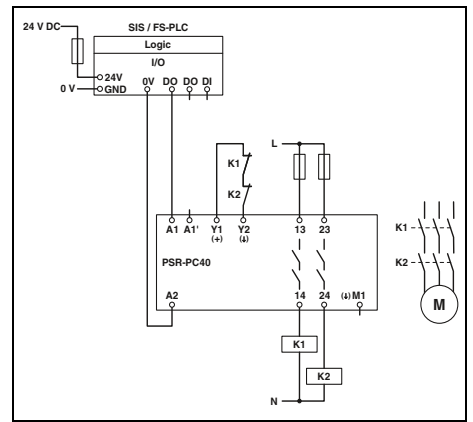 24 V DC
SIS / FS-PLC
Logic
I/O
24V
0V DO DO DI
0 V
GND
L
K1
K2
A1 A1' Y1 Y2 13 23
(+) (↓)
PSR-PC40
A2 14 24 (↓) M1
K1
K2
N
K1
K2
M